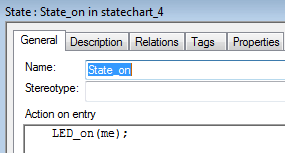 State : State_on in statechart_4
General Description Relations Tags Properties
Name: State_on
Stereotype:
Action on entry
LED_on(me);